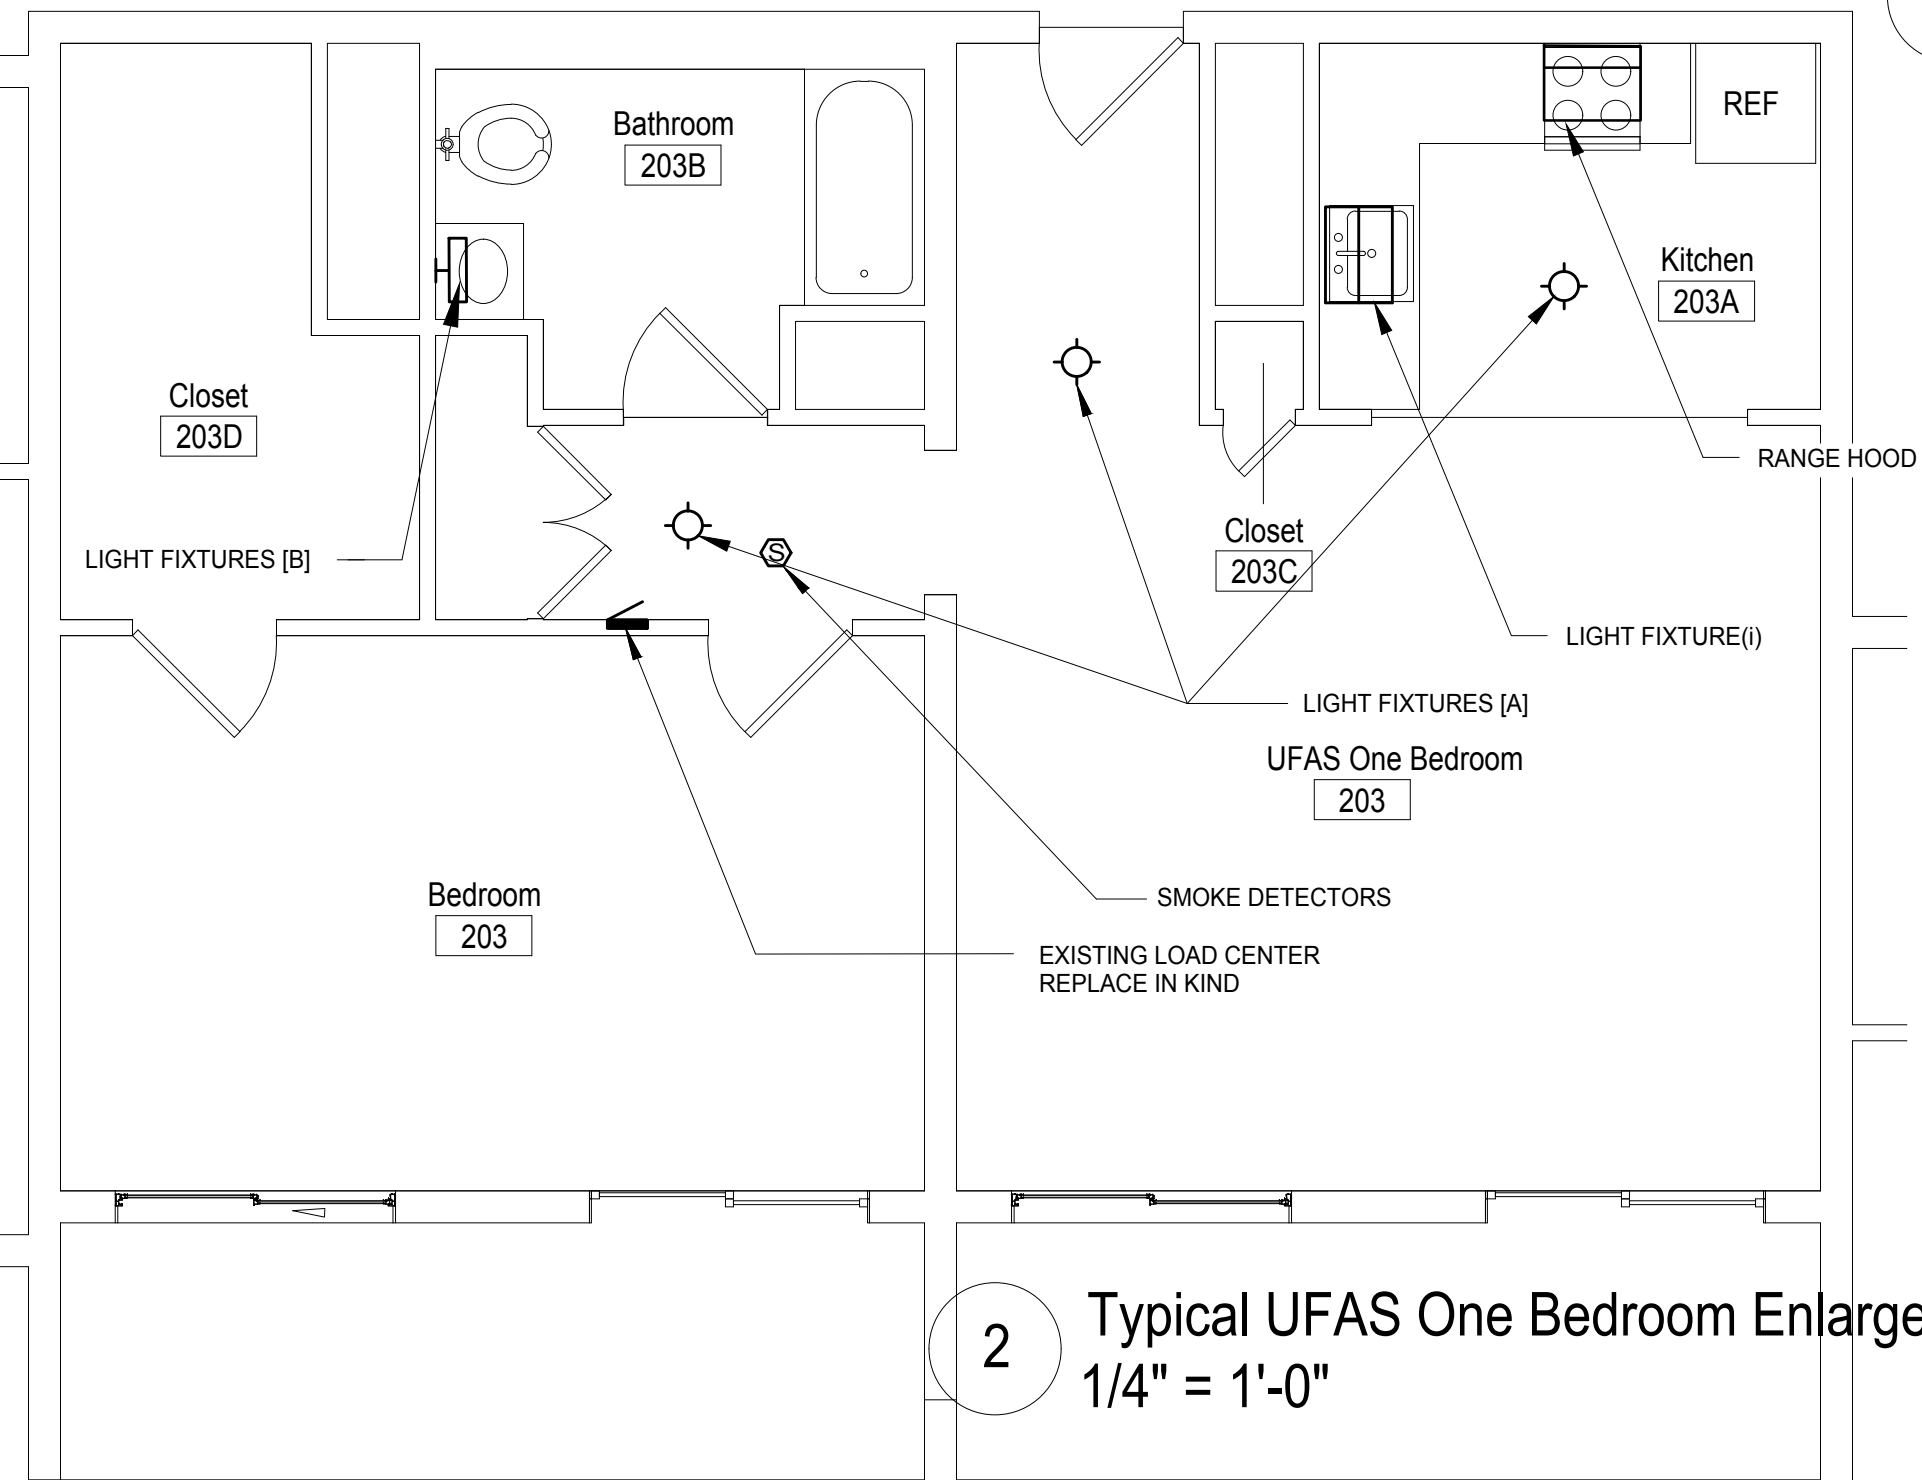 Bathroom
203B
REF
Kitchen
203A
Closet
203D
RANGE HOOD
Closet
203C
S
LIGHT FIXTURES [B]
LIGHT FIXTURE(i)
LIGHT FIXTURES [A]
UFAS One Bedroom
203
Bedroom
203
SMOKE DETECTORS
EXISTING LOAD CENTER
REPLACE IN KIND
2
Typical UFAS One Bedroom Enlarge
1/4" = 1'-0"